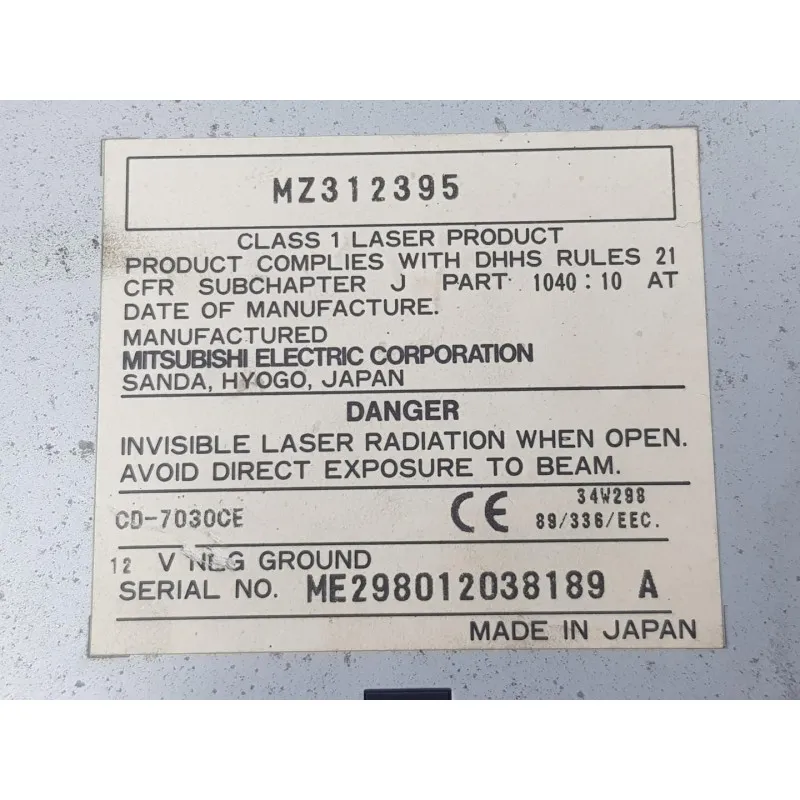 MZ312395
CLASS 1 LASER PRODUCT
PRODUCT COMPLIES WITH DHHS RULES 21
CFR SUBCHAPTER J PART 1040:10 AT
DATE OF MANUFACTURE.
MANUFACTURED
MITSUBISHI ELECTRIC CORPORATION
SANDA, HYOGO, JAPAN
DANGER
INVISIBLE LASER RADIATION WHEN OPEN.
AVOID DIRECT EXPOSURE TO BEAM.
CD-7030CE CE 34W298
89/336/EEC.
12 V NEG GROUND
SERIAL NO. ME298012038189 A
MADE IN JAPAN